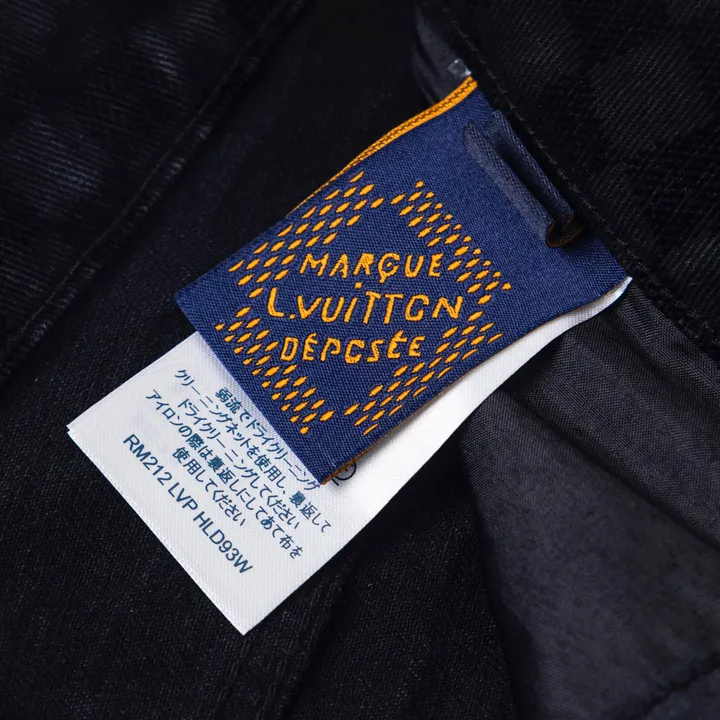 MARQUE
L.VUITTON
DÉPOSÉE
弱流でドライクリーニング
クリーニングネットを使用し、裏返して
ドライクリーニングしてください
アイロンの際は裏返しにしてあて布を
使用してください
RM212 LVP HLD93W